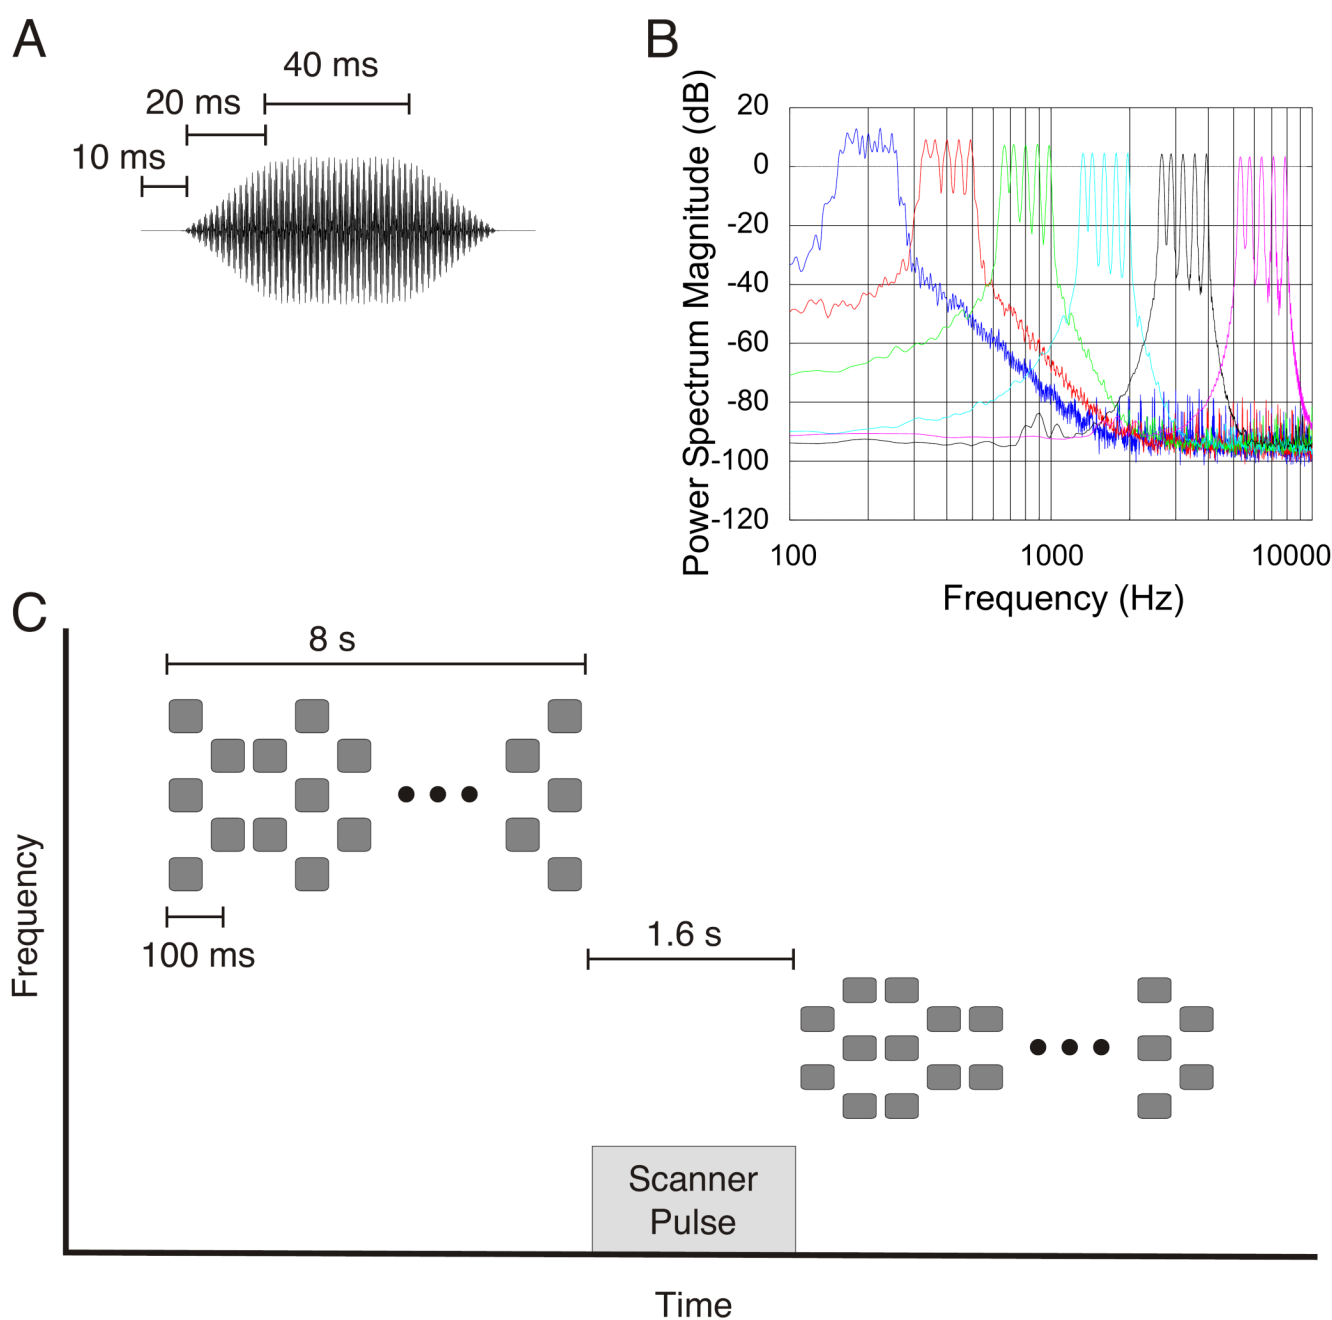 A
40 ms
20 ms
10 ms
B
Power Spectrum Magnitude (dB)
20
0
-20
-40
-60
-80
-100
-120
100
1000
10000
Frequency (Hz)
C
8 s
100 ms
1.6 s
Scanner
Pulse
Frequency
Time